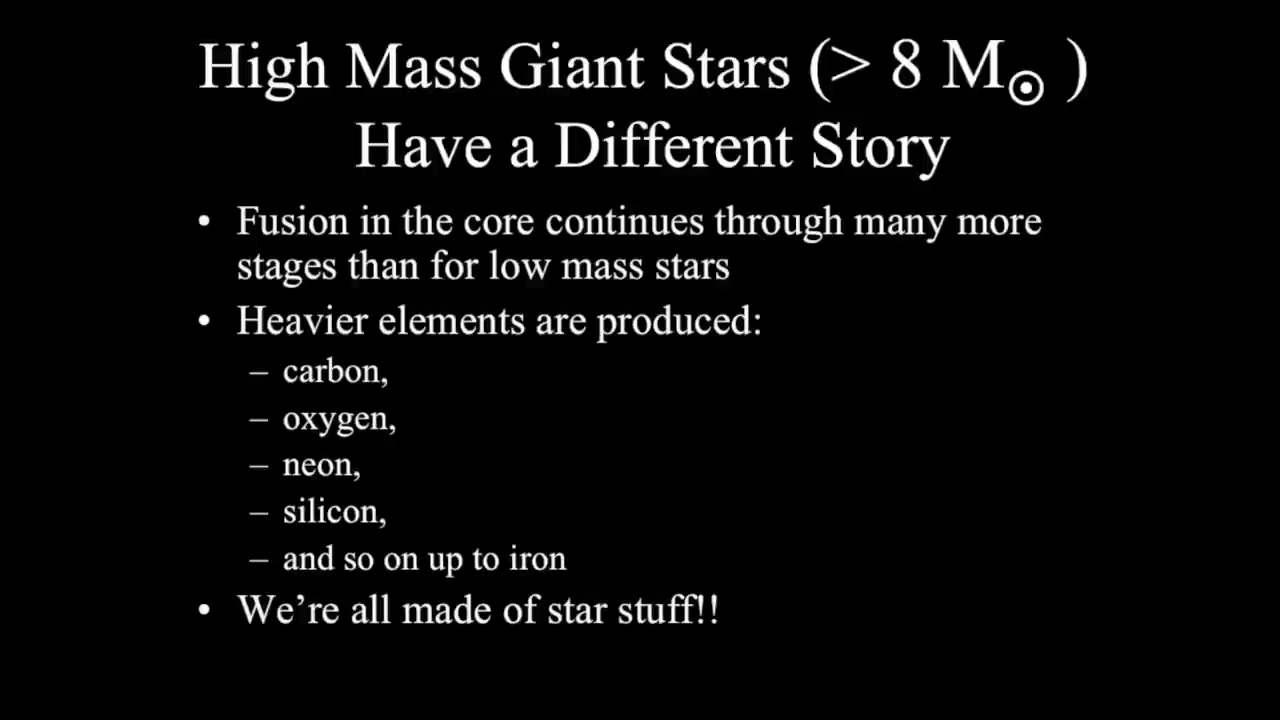 High Mass Giant Stars (> 8 M☉ )
Have a Different Story
• Fusion in the core continues through many more
stages than for low mass stars
• Heavier elements are produced:
– carbon,
– oxygen,
– neon,
– silicon,
– and so on up to iron
• We’re all made of star stuff!!